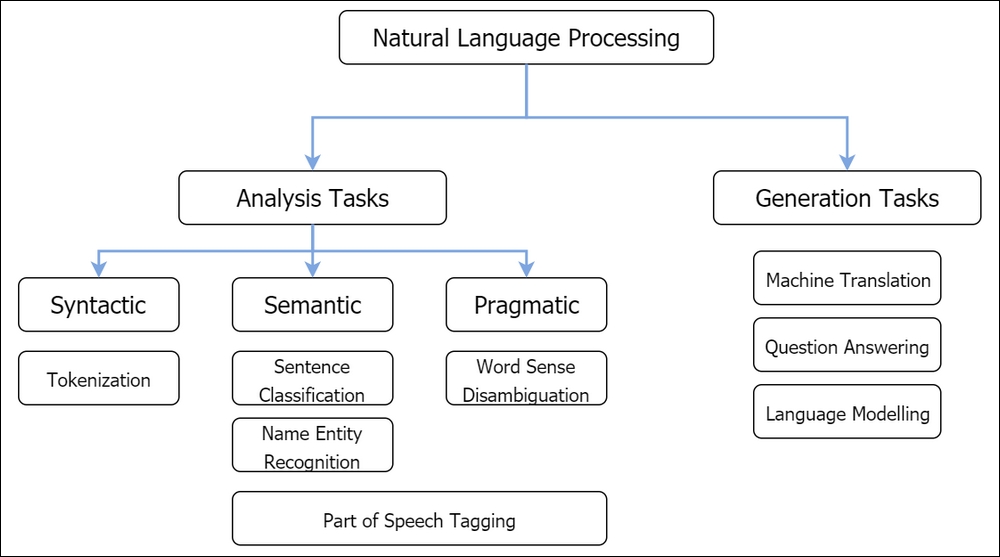 Natural Language Processing
Analysis Tasks
Generation Tasks
Syntactic
Semantic
Pragmatic
Tokenization
Sentence
Classification
Name Entity
Recognition
Word Sense
Disambiguation
Part of Speech Tagging
Machine Translation
Question Answering
Language Modelling